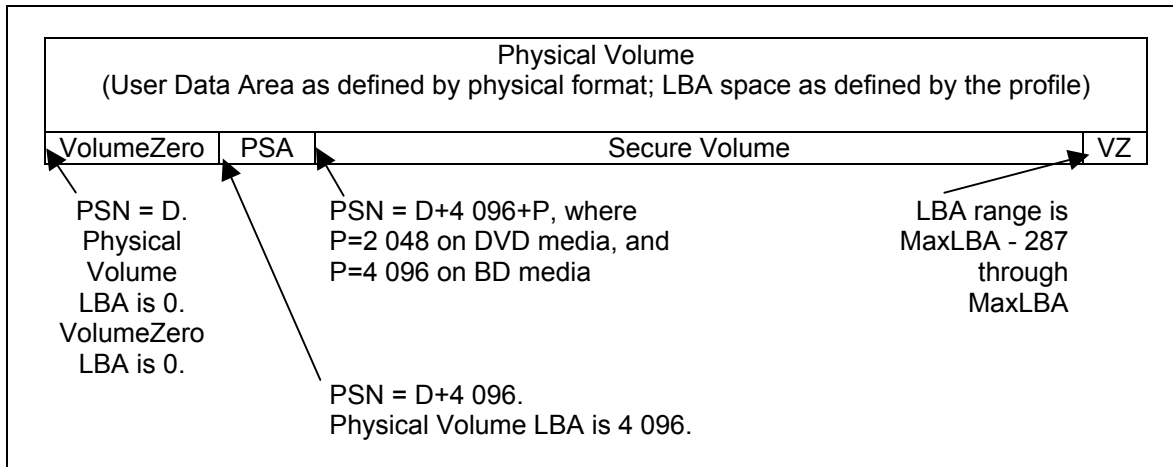 Physical Volume
(User Data Area as defined by physical format; LBA space as defined by the profile)
VolumeZero
PSA
Secure Volume
VZ
PSN = D.
Physical
Volume
LBA is 0.
VolumeZero
LBA is 0.
PSN = D+4 096+P, where
P=2 048 on DVD media, and
P=4 096 on BD media
LBA range is
MaxLBA - 287
through
MaxLBA
PSN = D+4 096.
Physical Volume LBA is 4 096.